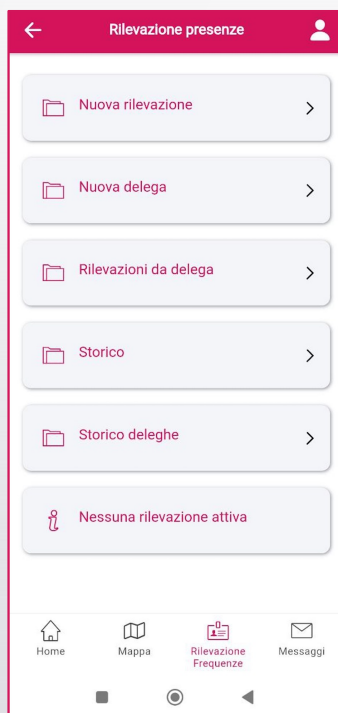 Rilevazione presenze
Nuova rilevazione
Nuova delega
Rilevazioni da delega
Storico
Storico deleghe
Nessuna rilevazione attiva
Home
Mappa
Rilevazione
Frequenze
Messaggi